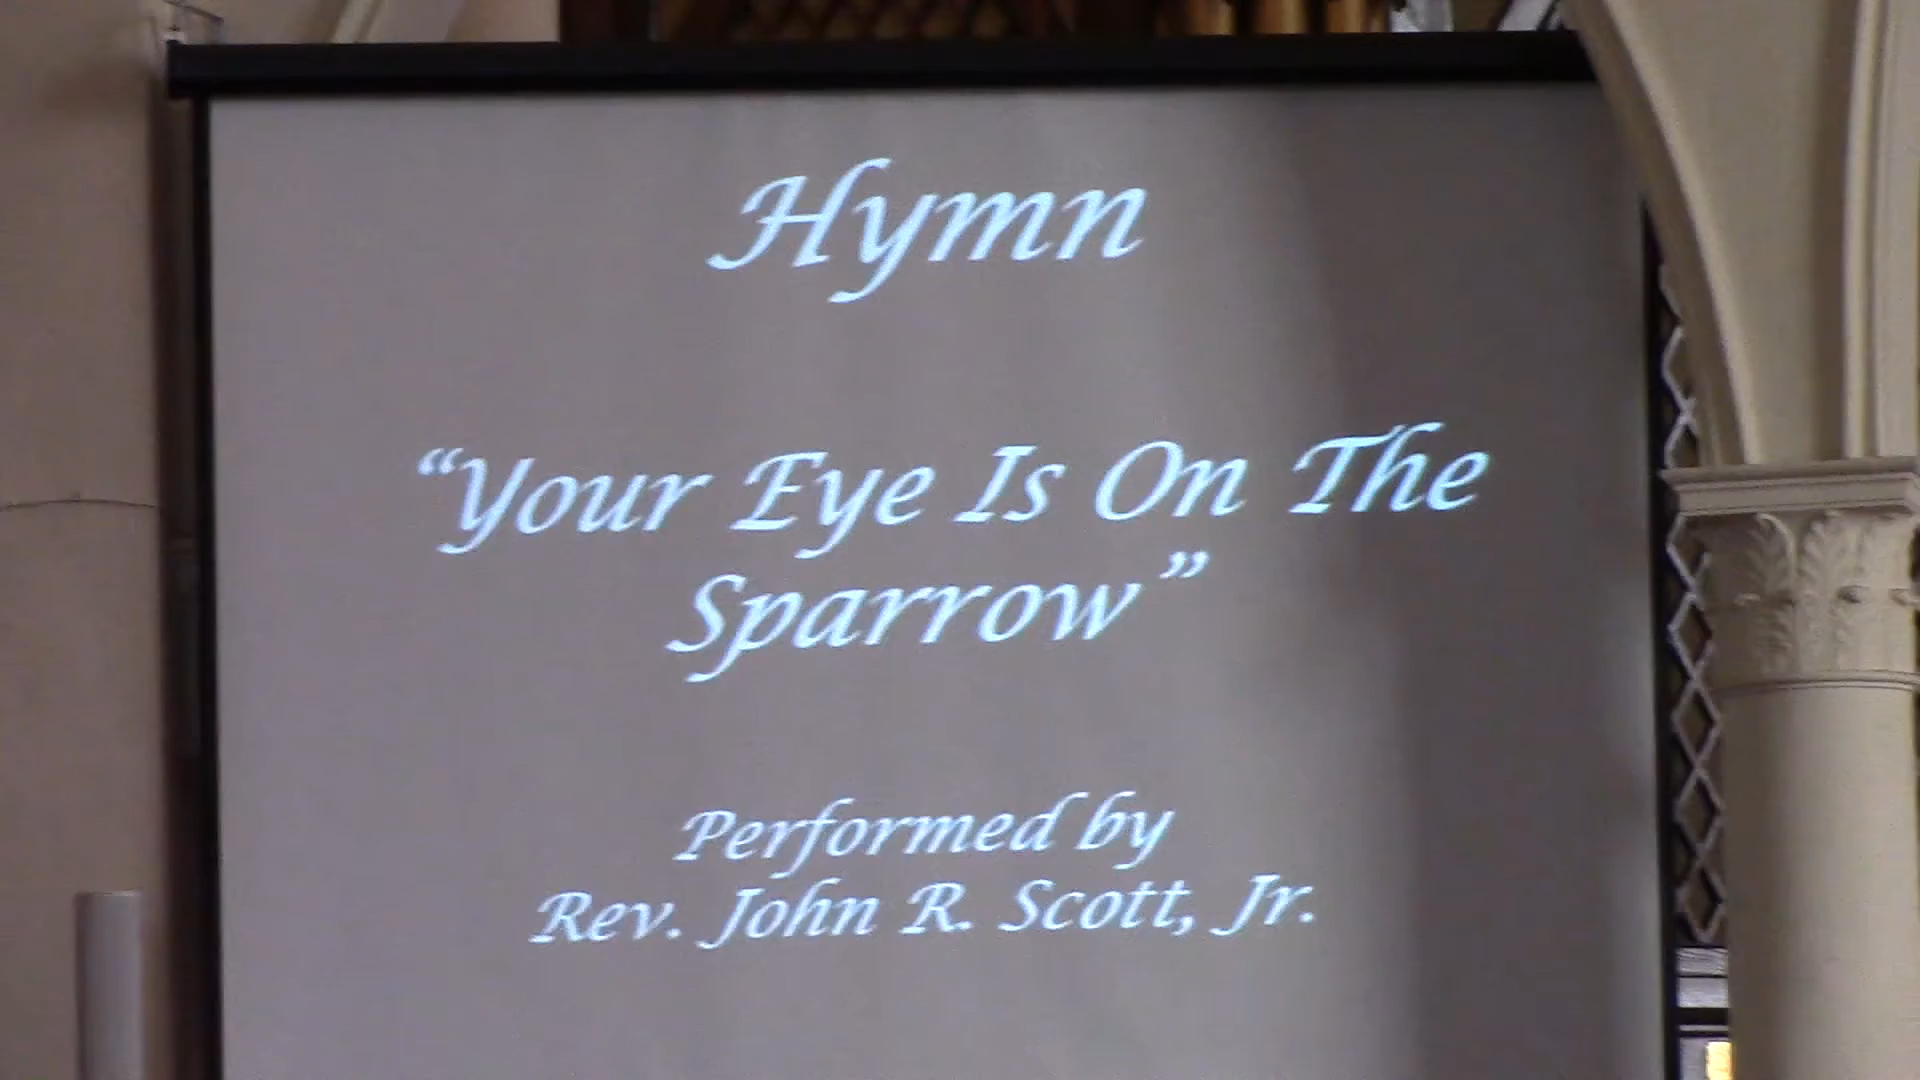 Hymn
“Your Eye Is On The
Sparrow”
Performed by
Rev. John R. Scott, Jr.